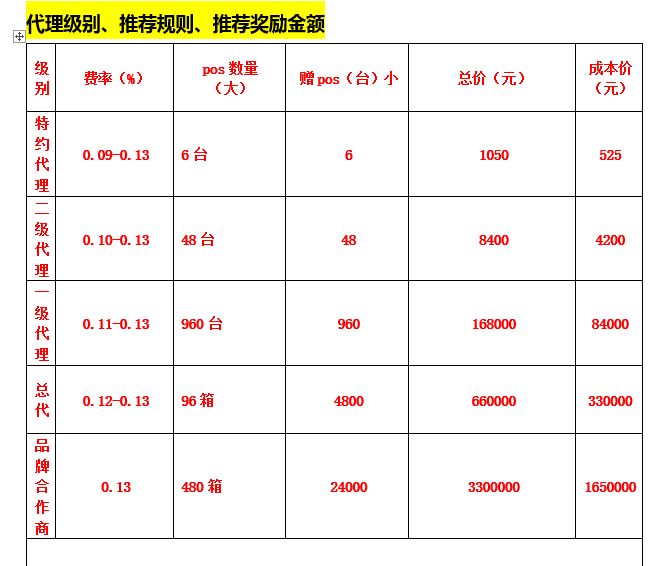 代理级别、推荐规则、推荐奖励金额
级别 费率（%） pos 数量（大） 赠 pos（台）小 总价（元） 成本价（元）
特约代理 0.09-0.13 6 台 6 1050 525
二级代理 0.10-0.13 48 台 48 8400 4200
一级代理 0.11-0.13 960 台 960 168000 84000
总代 0.12-0.13 96 箱 4800 660000 330000
品牌合作商 0.13 480 箱 24000 3300000 1650000